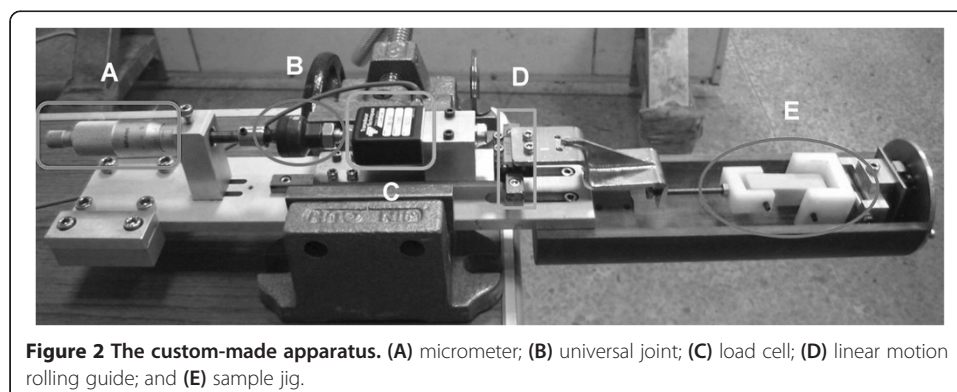 A
B
D
E
C
Figure 2 The custom-made apparatus. (A) micrometer; (B) universal joint; (C) load cell; (D) linear motion
rolling guide; and (E) sample jig.